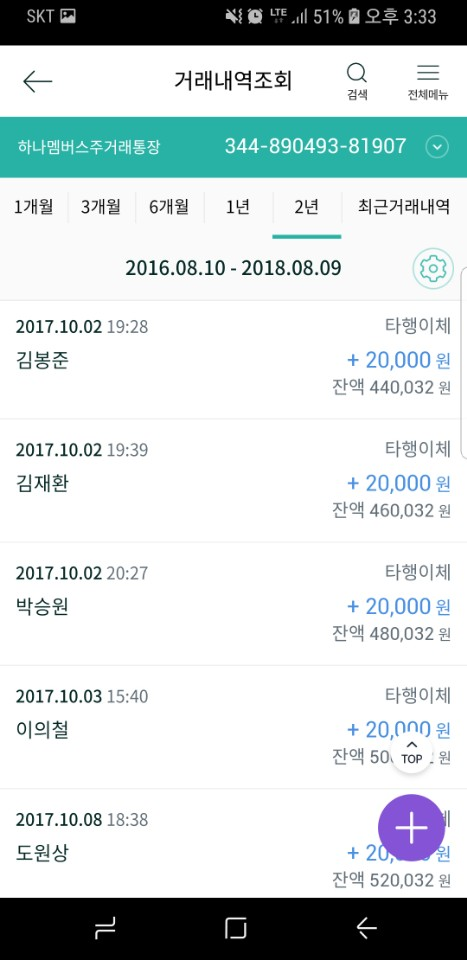 SKT LTE 51% 오후 3:33
거래내역조회
검색 전체메뉴
하나멤버스주거래통장 344-890493-81907
1개월 3개월 6개월 1년 2년 최근거래내역
2016.08.10 - 2018.08.09
2017.10.02 19:28 타행이체
김봉준 + 20,000 원
잔액 440,032 원
2017.10.02 19:39 타행이체
김재환 + 20,000 원
잔액 460,032 원
2017.10.02 20:27 타행이체
박승원 + 20,000 원
잔액 480,032 원
2017.10.03 15:40 타행이체
이의철 + 20,000 원
잔액 원
TOP
2017.10.08 18:38
도원상 + 원
잔액 520,032 원